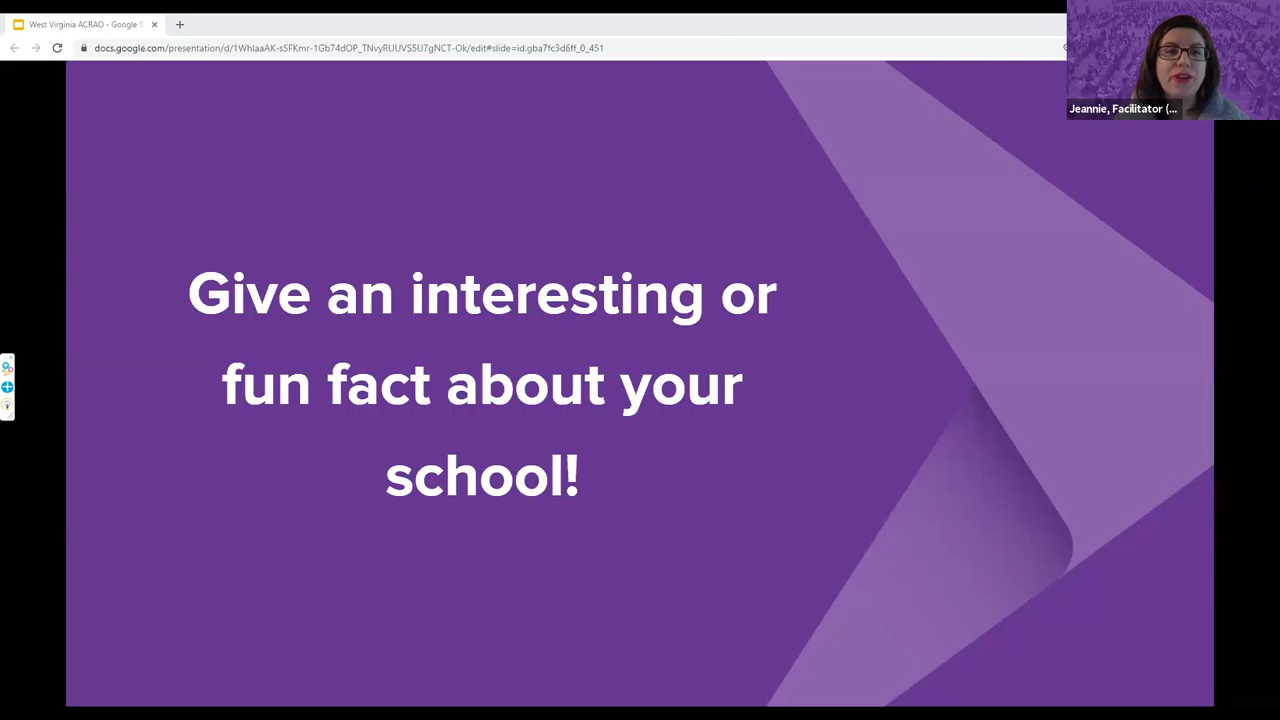 West Virginia ACRAO - Google S
docs.google.com/presentation/d/1WhlaaAK-sSFKmr-1Gb74dOP_TNvyRUUVS5U7gNCT-Ok/edit#slide=id.gba7fc3d6ff_0_451
Jeannie, Facilitator (...
Give an interesting or
fun fact about your
school!